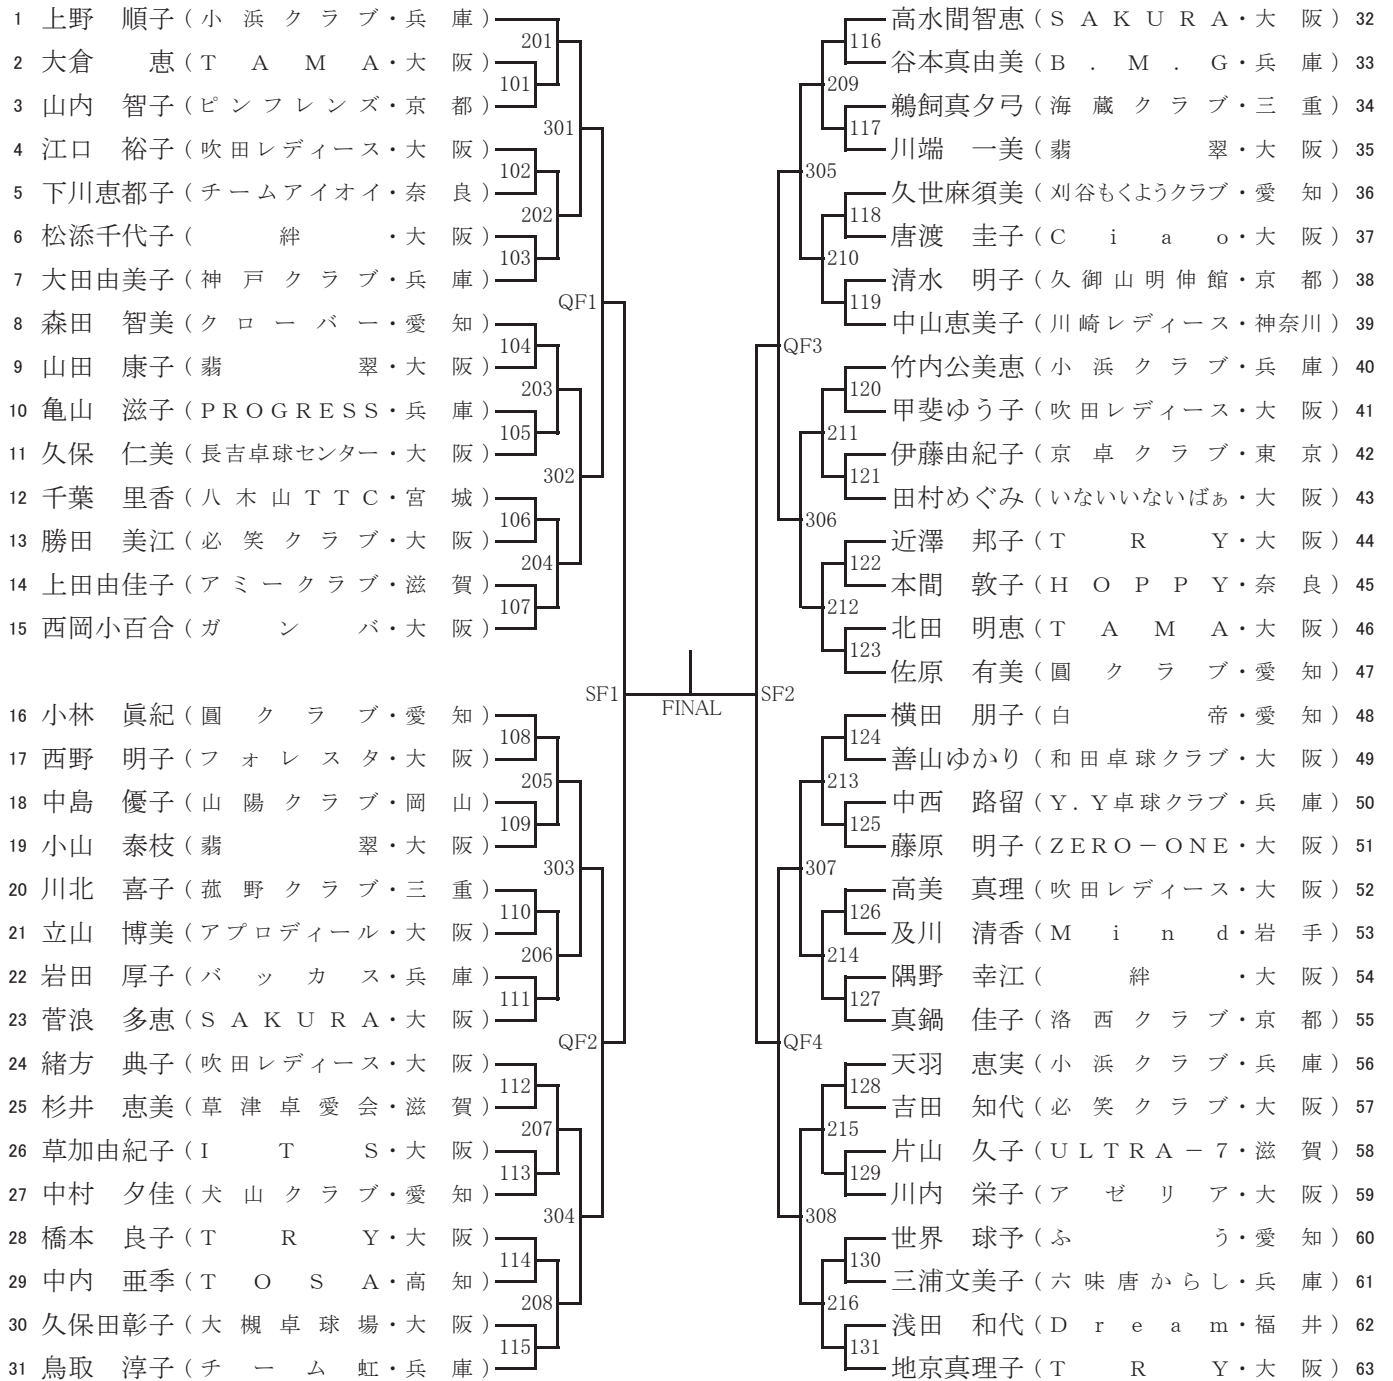 1 上野 順子(小浜クラブ・兵庫)
2 大倉 恵(TAMA・大阪)
3 山内 智子(ピンフレンズ・京都)
4 江口 裕子(吹田レディース・大阪)
5 下川恵都子(チームアイオイ・奈良)
6 松添千代子(絆・大阪)
7 大田由美子(神戸クラブ・兵庫)
8 森田 智美(クローバー・愛知)
9 山田 康子(翡翠・大阪)
10 亀山 滋子(PROGRESS・兵庫)
11 久保 仁美(長吉卓球センター・大阪)
12 千葉 里香(八木山TTC・宮城)
13 勝田 美江(必笑クラブ・大阪)
14 上田由佳子(アミークラブ・滋賀)
15 西岡小百合(ガンバ・大阪)
16 小林 眞紀(圓クラブ・愛知)
17 西野 明子(フォレスタ・大阪)
18 中島 優子(山陽クラブ・岡山)
19 小山 泰枝(翡翠・大阪)
20 川北 喜子(菰野クラブ・三重)
21 立山 博美(アプロディール・大阪)
22 岩田 厚子(バッカス・兵庫)
23 菅浪 多恵(SAKURA・大阪)
24 緒方 典子(吹田レディース・大阪)
25 杉井 恵美(草津卓愛会・滋賀)
26 草加由紀子(ITS・大阪)
27 中村 夕佳(犬山クラブ・愛知)
28 橋本 良子(TRY・大阪)
29 中内 亜季(TOSA・高知)
30 久保田彰子(大槻卓球場・大阪)
31 鳥取 淳子(チーム虹・兵庫)
201
101
301
102
202
103
QF1
104
203
105
302
106
204
107
SF1
108
205
109
303
110
206
111
QF2
112
207
113
304
114
208
115
FINAL
116
209
117
305
118
210
119
QF3
120
211
121
306
122
212
123
SF2
124
213
125
307
126
214
127
QF4
128
215
129
308
130
216
131
高水間智恵(SAKURA・大阪) 32
谷本真由美(B.M.G・兵庫) 33
鵜飼真夕弓(海蔵クラブ・三重) 34
川端 一美(翡翠・大阪) 35
久世麻須美(刈谷もくようクラブ・愛知) 36
唐渡 圭子(Ciao・大阪) 37
清水 明子(久御山明伸館・京都) 38
中山恵美子(川崎レディース・神奈川) 39
竹内公美恵(小浜クラブ・兵庫) 40
甲斐ゆう子(吹田レディース・大阪) 41
伊藤由紀子(京卓クラブ・東京) 42
田村めぐみ(いないいないばぁ・大阪) 43
近澤 邦子(TRY・大阪) 44
本間 敦子(HOPPY・奈良) 45
北田 明恵(TAMA・大阪) 46
佐原 有美(圓クラブ・愛知) 47
横田 朋子(白帝・愛知) 48
善山ゆかり(和田卓球クラブ・大阪) 49
中西 路留(Y.Y卓球クラブ・兵庫) 50
藤原 明子(ZERO-ONE・大阪) 51
高美 真理(吹田レディース・大阪) 52
及川 清香(Mind・岩手) 53
隅野 幸江(絆・大阪) 54
真鍋 佳子(洛西クラブ・京都) 55
天羽 恵実(小浜クラブ・兵庫) 56
吉田 知代(必笑クラブ・大阪) 57
片山 久子(ULTRA-7・滋賀) 58
川内 栄子(アゼリア・大阪) 59
世界 球予(ふう・愛知) 60
三浦文美子(六味唐からし・兵庫) 61
浅田 和代(Dream・福井) 62
地京真理子(TRY・大阪) 63